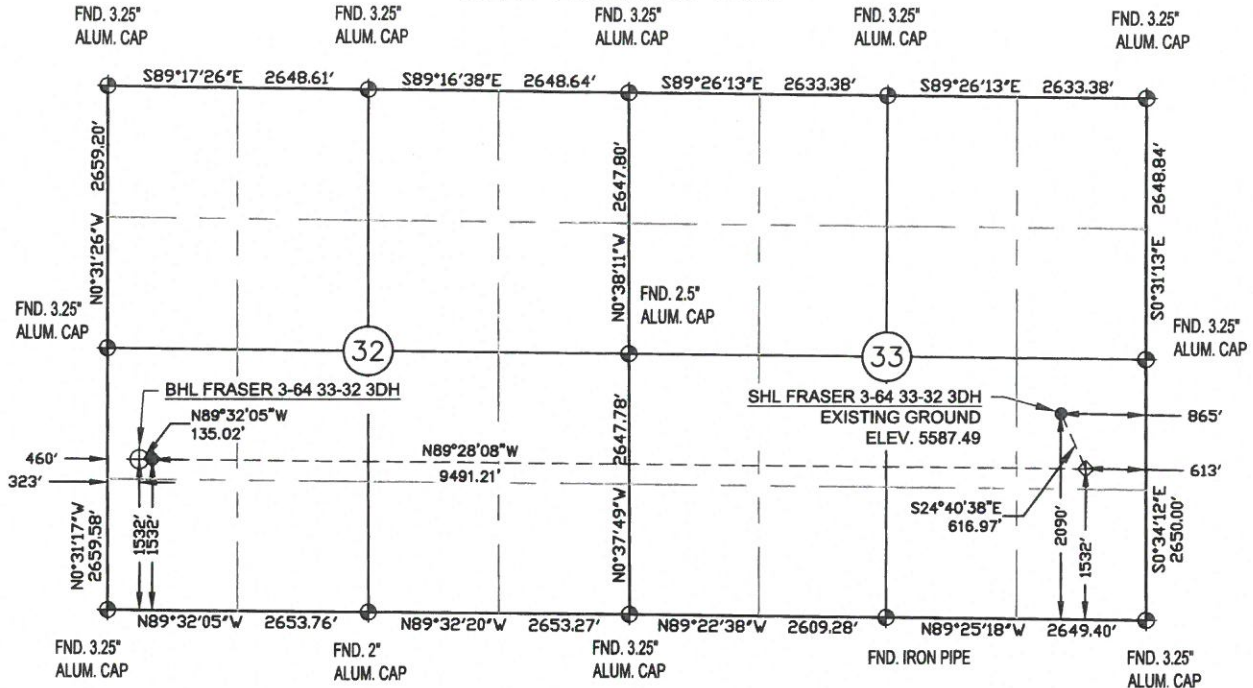 FND. 3.25"
ALUM. CAP
FND. 3.25"
ALUM. CAP
FND. 3.25"
ALUM. CAP
FND. 3.25"
ALUM. CAP
FND. 3.25"
ALUM. CAP
S89°17'26"E 2648.61'
S89°16'38"E 2648.64'
S89°26'13"E 2633.38'
S89°26'13"E 2633.38'
N0°31'26"W 2659.20'
N0°38'11"W 2647.80'
S0°31'13"E 2648.84'
FND. 3.25"
ALUM. CAP
FND. 2.5"
ALUM. CAP
FND. 3.25"
ALUM. CAP
32
33
BHL FRASER 3-64 33-32 3DH
N89°32'05"W
135.02'
SHL FRASER 3-64 33-32 3DH
EXISTING GROUND
ELEV. 5587.49
865'
460'
323'
N89°28'08"W
9491.21'
613'
S24°40'38"E
616.97'
N0°31'17"W
2659.58'
1532'
1532'
N0°37'49"W 2647.78'
2090'
1532'
S0°34'12"E
2650.00'
N89°32'05"W 2653.76'
N89°32'20"W 2653.27'
N89°22'38"W 2609.28'
N89°25'18"W 2649.40'
FND. 3.25"
ALUM. CAP
FND. 2"
ALUM. CAP
FND. 3.25"
ALUM. CAP
FND. IRON PIPE
FND. 3.25"
ALUM. CAP